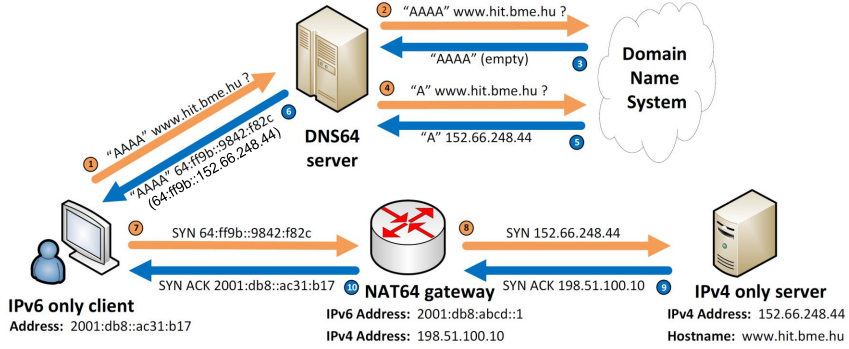 2 "AAAA" www.hit.bme.hu ?
"AAAA" (empty) 3
4 "A" www.hit.bme.hu ?
"A" 152.66.248.44 5
Domain
Name
System
DNS64
server
1 "AAAA" www.hit.bme.hu ?
6
"AAAA" 64:ff9b::9842:f82c
(64:ff9b::152.66.248.44)
7 SYN 64:ff9b::9842:f82c
SYN ACK 2001:db8::ac31:b17 10
8 SYN 152.66.248.44
SYN ACK 198.51.100.10 9
IPv6 only client
Address: 2001:db8::ac31:b17
NAT64 gateway
IPv6 Address: 2001:db8:abcd::1
IPv4 Address: 198.51.100.10
IPv4 only server
IPv4 Address: 152.66.248.44
Hostname: www.hit.bme.hu